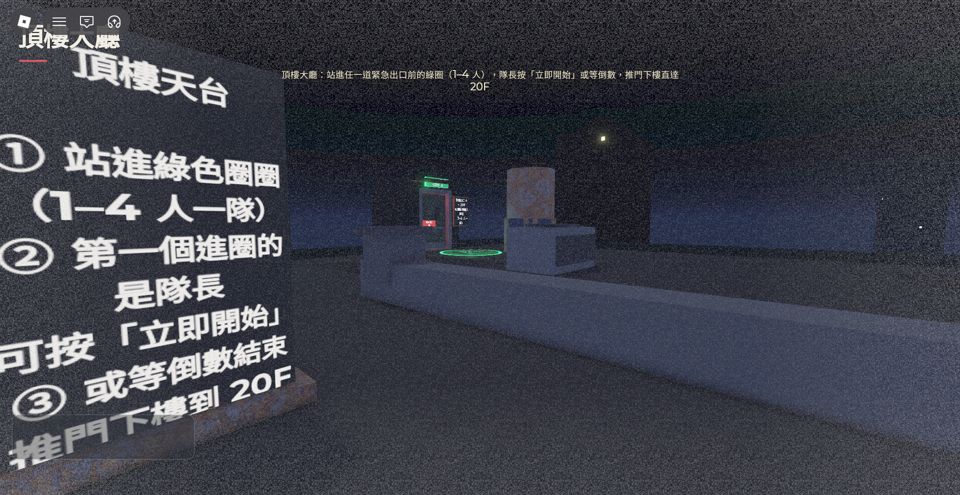 頂樓大廳
頂樓大廳：站進任一道緊急出口前的綠圈（1–4 人），隊長按「立即開始」或等倒數，推門下樓直達
20F
頂樓天台
① 站進綠色圈圈
（1–4 人一隊）
② 第一個進圈的
是隊長
可按「立即開始」
③ 或等倒數結束
推門下樓到 20F